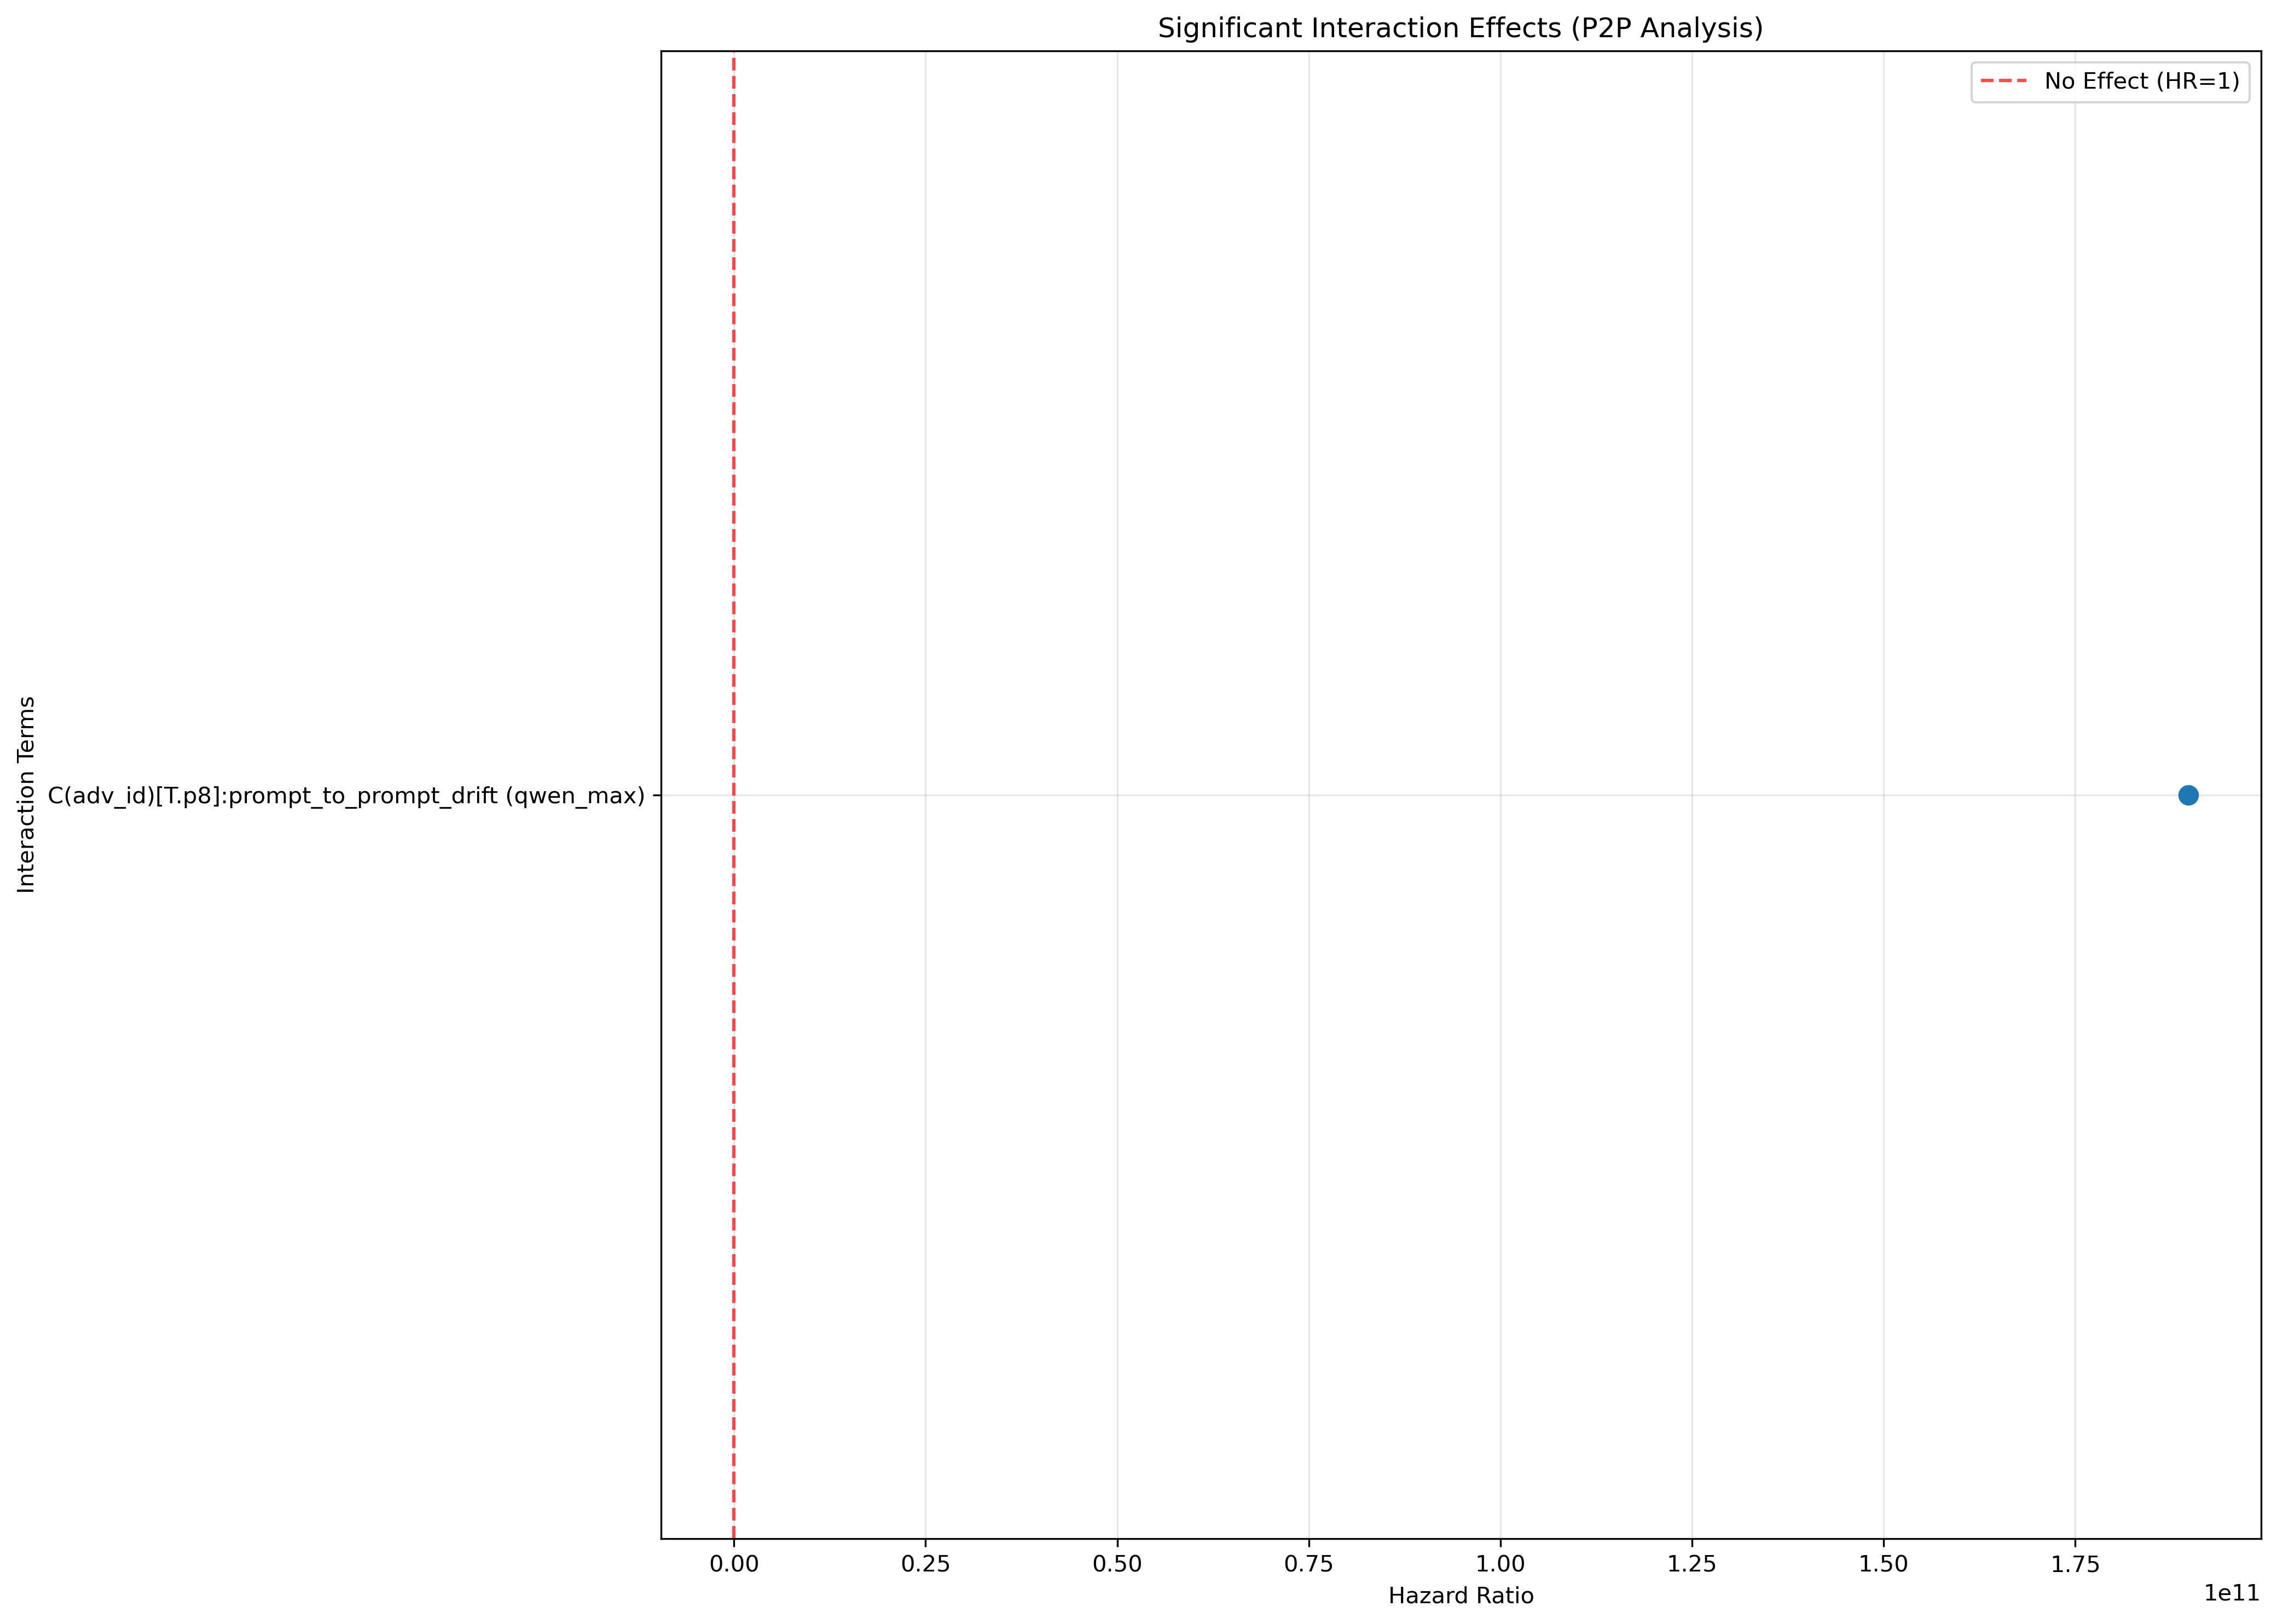 Significant Interaction Effects (P2P Analysis)
No Effect (HR=1)
Interaction Terms
C(adv_id)[T.p8]:prompt_to_prompt_drift (qwen_max)
0.00 0.25 0.50 0.75 1.00 1.25 1.50 1.75
1e11
Hazard Ratio